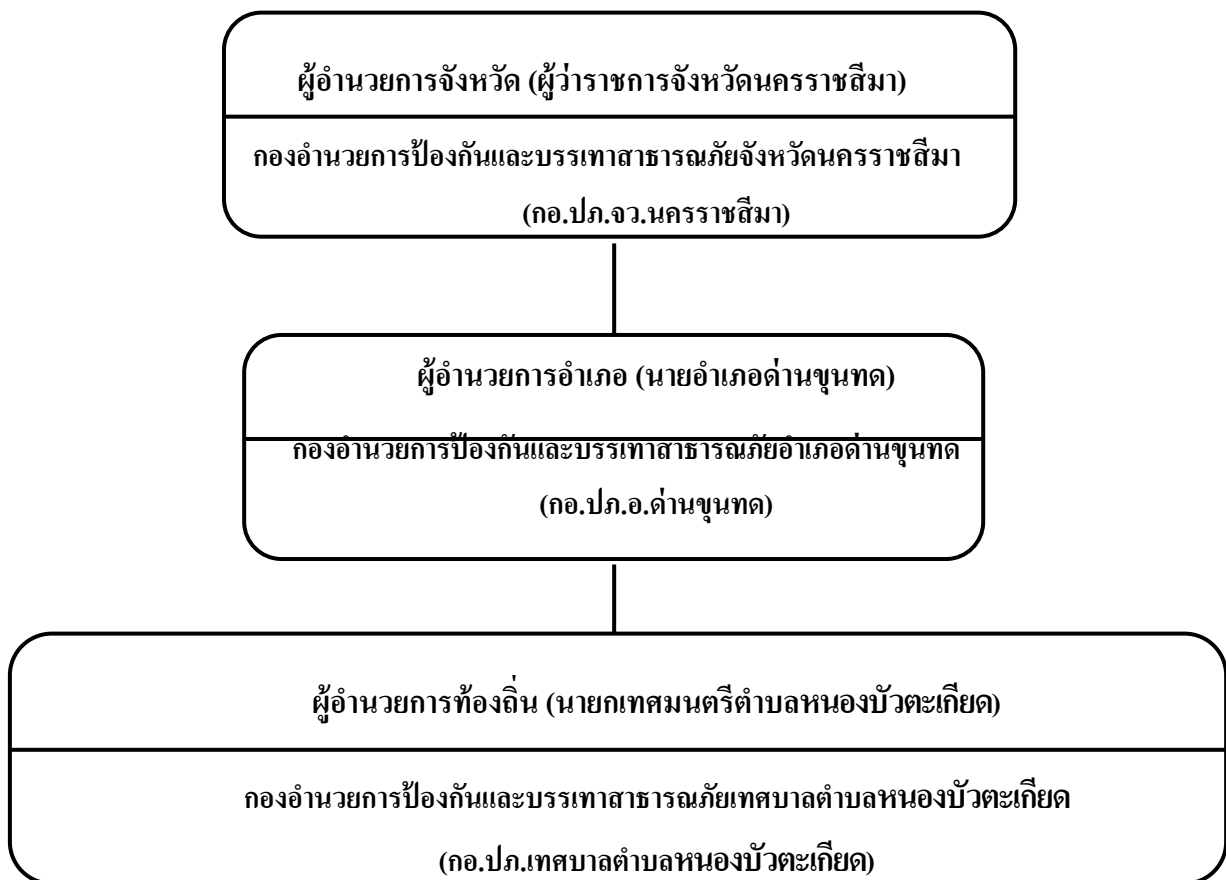 ผู้อำนวยการจังหวัด (ผู้ว่าราชการจังหวัดนครราชสีมา)
กองอำนวยการป้องกันและบรรเทาสาธารณภัยจังหวัดนครราชสีมา
(กอ.ปภ.จว.นครราชสีมา)
ผู้อำนวยการอำเภอ (นายอำเภอด่านขุนทด)
กองอำนวยการป้องกันและบรรเทาสาธารณภัยอำเภอด่านขุนทด
(กอ.ปภ.อ.ด่านขุนทด)
ผู้อำนวยการท้องถิ่น (นายกเทศมนตรีตำบลหนองบัวตะเกียด)
กองอำนวยการป้องกันและบรรเทาสาธารณภัยเทศบาลตำบลหนองบัวตะเกียด
(กอ.ปภ.เทศบาลตำบลหนองบัวตะเกียด)